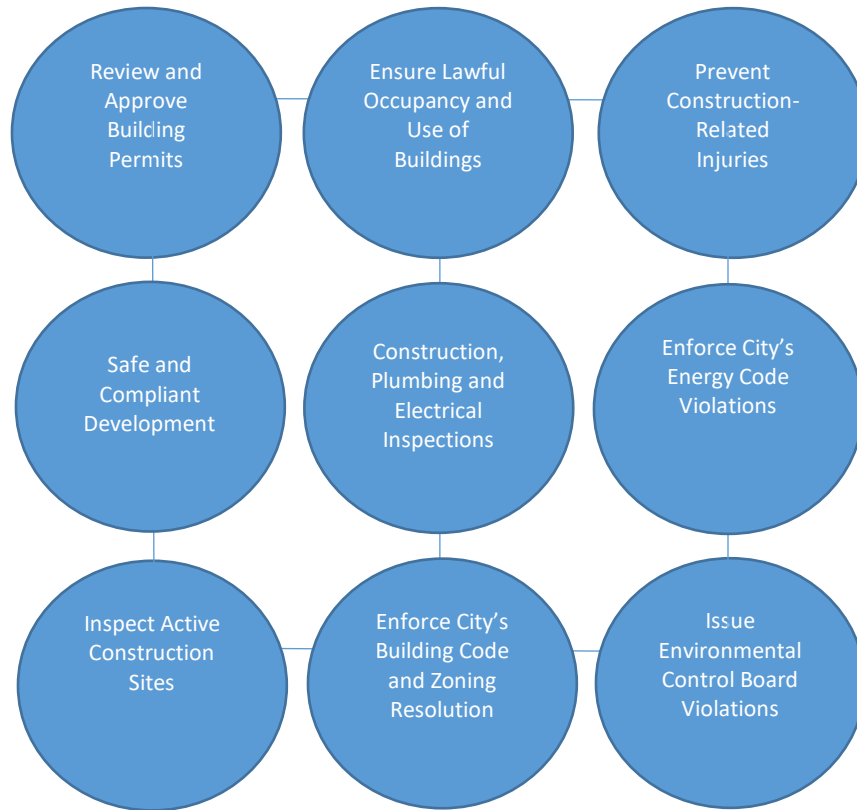 Review and
Approve
Building
Permits
Ensure Lawful
Occupancy and
Use of
Buildings
Prevent
Construction-
Related
Injuries
Safe and
Compliant
Development
Construction,
Plumbing and
Electrical
Inspections
Enforce City’s
Energy Code
Violations
Inspect Active
Construction
Sites
Enforce City’s
Building Code
and Zoning
Resolution
Issue
Environmental
Control Board
Violations